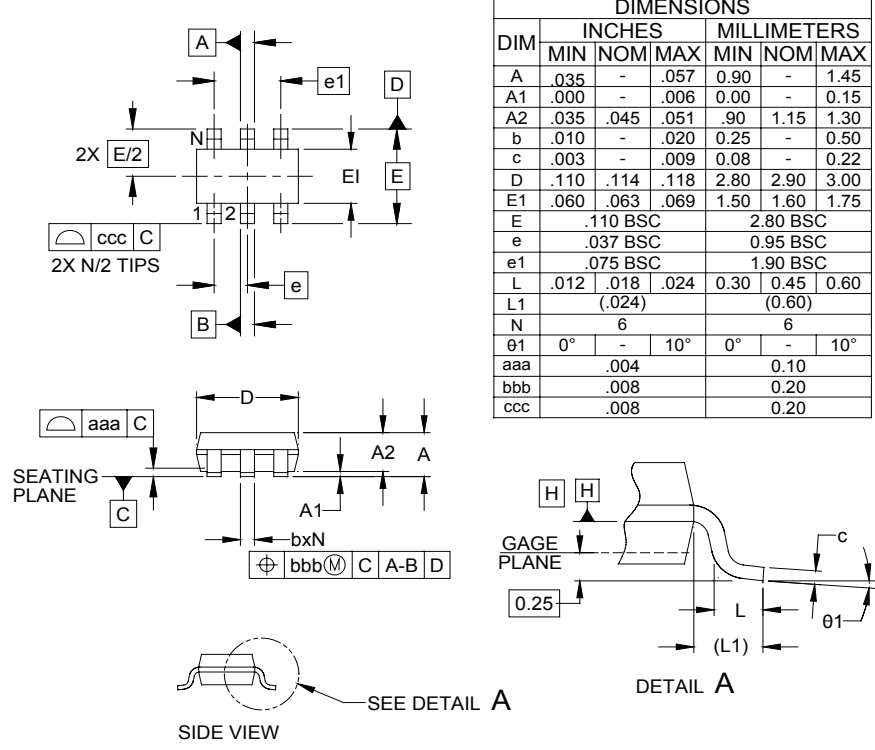 A
e1
D
N
2X E/2
EI
E
1
2
ccc C
2X N/2 TIPS
e
B
D
aaa C
A2
A
SEATING
PLANE
C
A1
bxN
bbb Ⓜ C A-B D
SEE DETAIL A
SIDE VIEW
DIMENSIONS
DIM INCHES MILLIMETERS
MIN NOM MAX MIN NOM MAX
A .035 - .057 0.90 - 1.45
A1 .000 - .006 0.00 - 0.15
A2 .035 .045 .051 .90 1.15 1.30
b .010 - .020 0.25 - 0.50
c .003 - .009 0.08 - 0.22
D .110 .114 .118 2.80 2.90 3.00
E1 .060 .063 .069 1.50 1.60 1.75
E .110 BSC 2.80 BSC
e .037 BSC 0.95 BSC
e1 .075 BSC 1.90 BSC
L .012 .018 .024 0.30 0.45 0.60
L1 (.024) (0.60)
N 6 6
θ1 0° - 10° 0° - 10°
aaa .004 0.10
bbb .008 0.20
ccc .008 0.20
H H
GAGE
PLANE
c
0.25
L
θ1
(L1)
DETAIL A